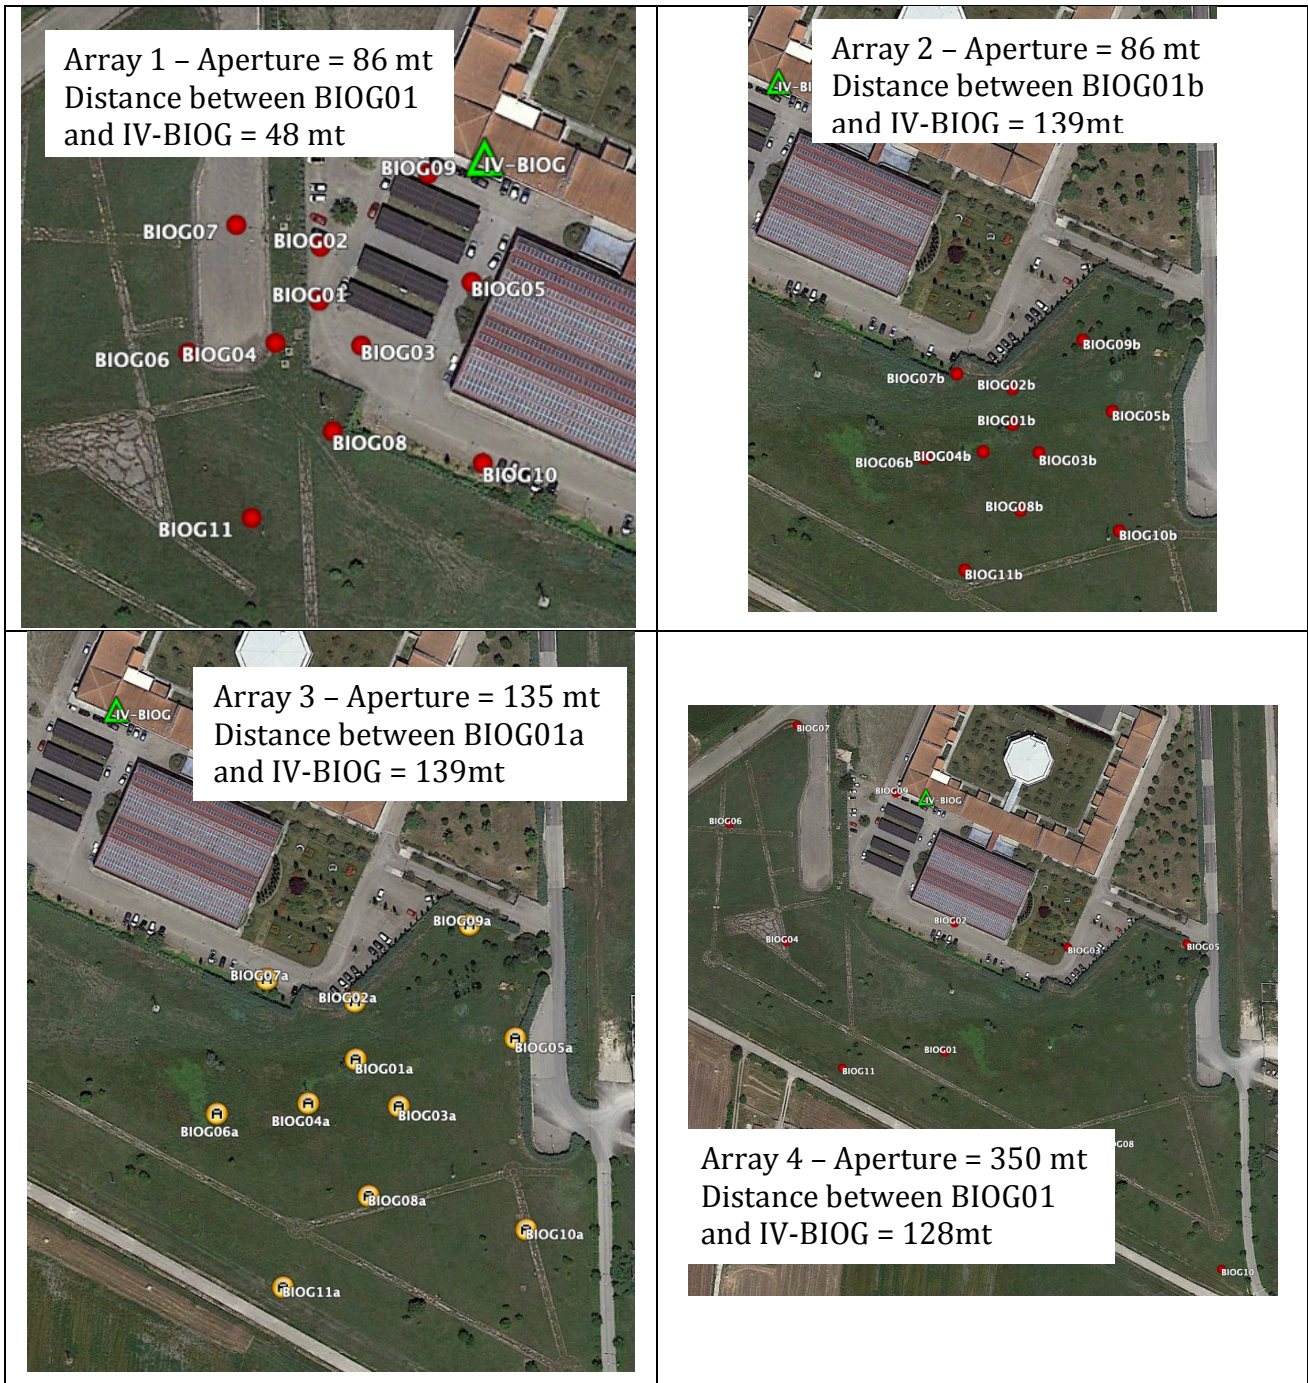 Array 1 – Aperture = 86 mt
Distance between BIOG01
and IV-BIOG = 48 mt
BIOG09
IV-BIOG
BIOG07
BIOG02
BIOG01
BIOG05
BIOG06
BIOG04
BIOG03
BIOG08
BIOG10
BIOG11
Array 2 – Aperture = 86 mt
Distance between BIOG01b
and IV-BIOG = 139mt
IV-BI
BIOG09b
BIOG07b
BIOG02b
BIOG05b
BIOG01b
BIOG06b
BIOG04b
BIOG03b
BIOG08b
BIOG10b
BIOG11b
Array 3 – Aperture = 135 mt
Distance between BIOG01a
and IV-BIOG = 139mt
IV-BIOG
BIOG09a
BIOG07a
BIOG02a
BIOG05a
BIOG01a
BIOG06a
BIOG04a
BIOG03a
BIOG08a
BIOG10a
BIOG11a
BIOG07
BIOG09
IV-BIOG
BIOG06
BIOG02
BIOG04
BIOG03
BIOG05
BIOG01
BIOG11
OG08
Array 4 – Aperture = 350 mt
Distance between BIOG01
and IV-BIOG = 128mt
BIOG10